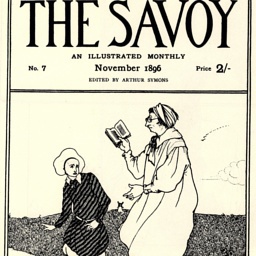 THE SAVOY
AN ILLUSTRATED MONTHLY
No. 7 November 1896 Price 2/-
EDITED BY ARTHUR SYMONS